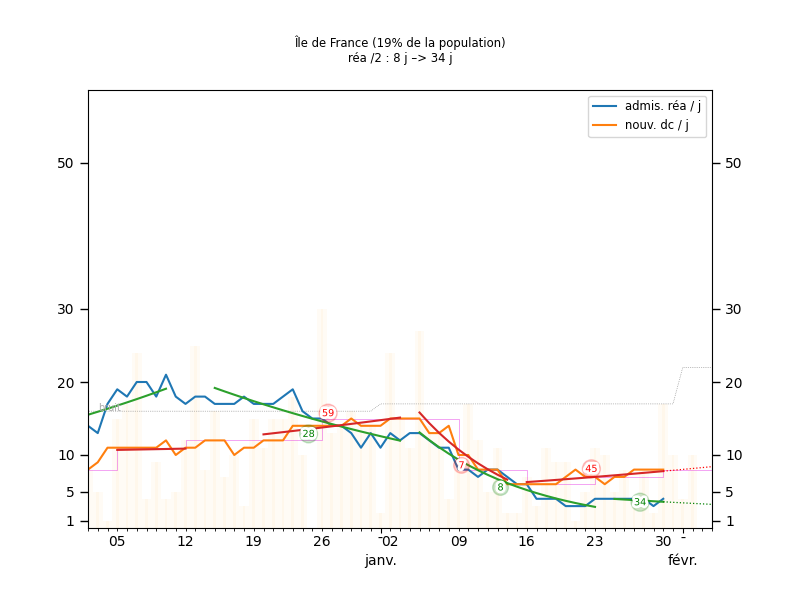 Île de France (19% de la population)
réa /2 : 8 j –> 34 j
admis. réa / j
nouv. dc / j
50 50
30 30
20 20
10 10
5 5
1 1
59
28
7
8
45
34
05 12 19 26 02 09 16 23 30 -
janv. févr.